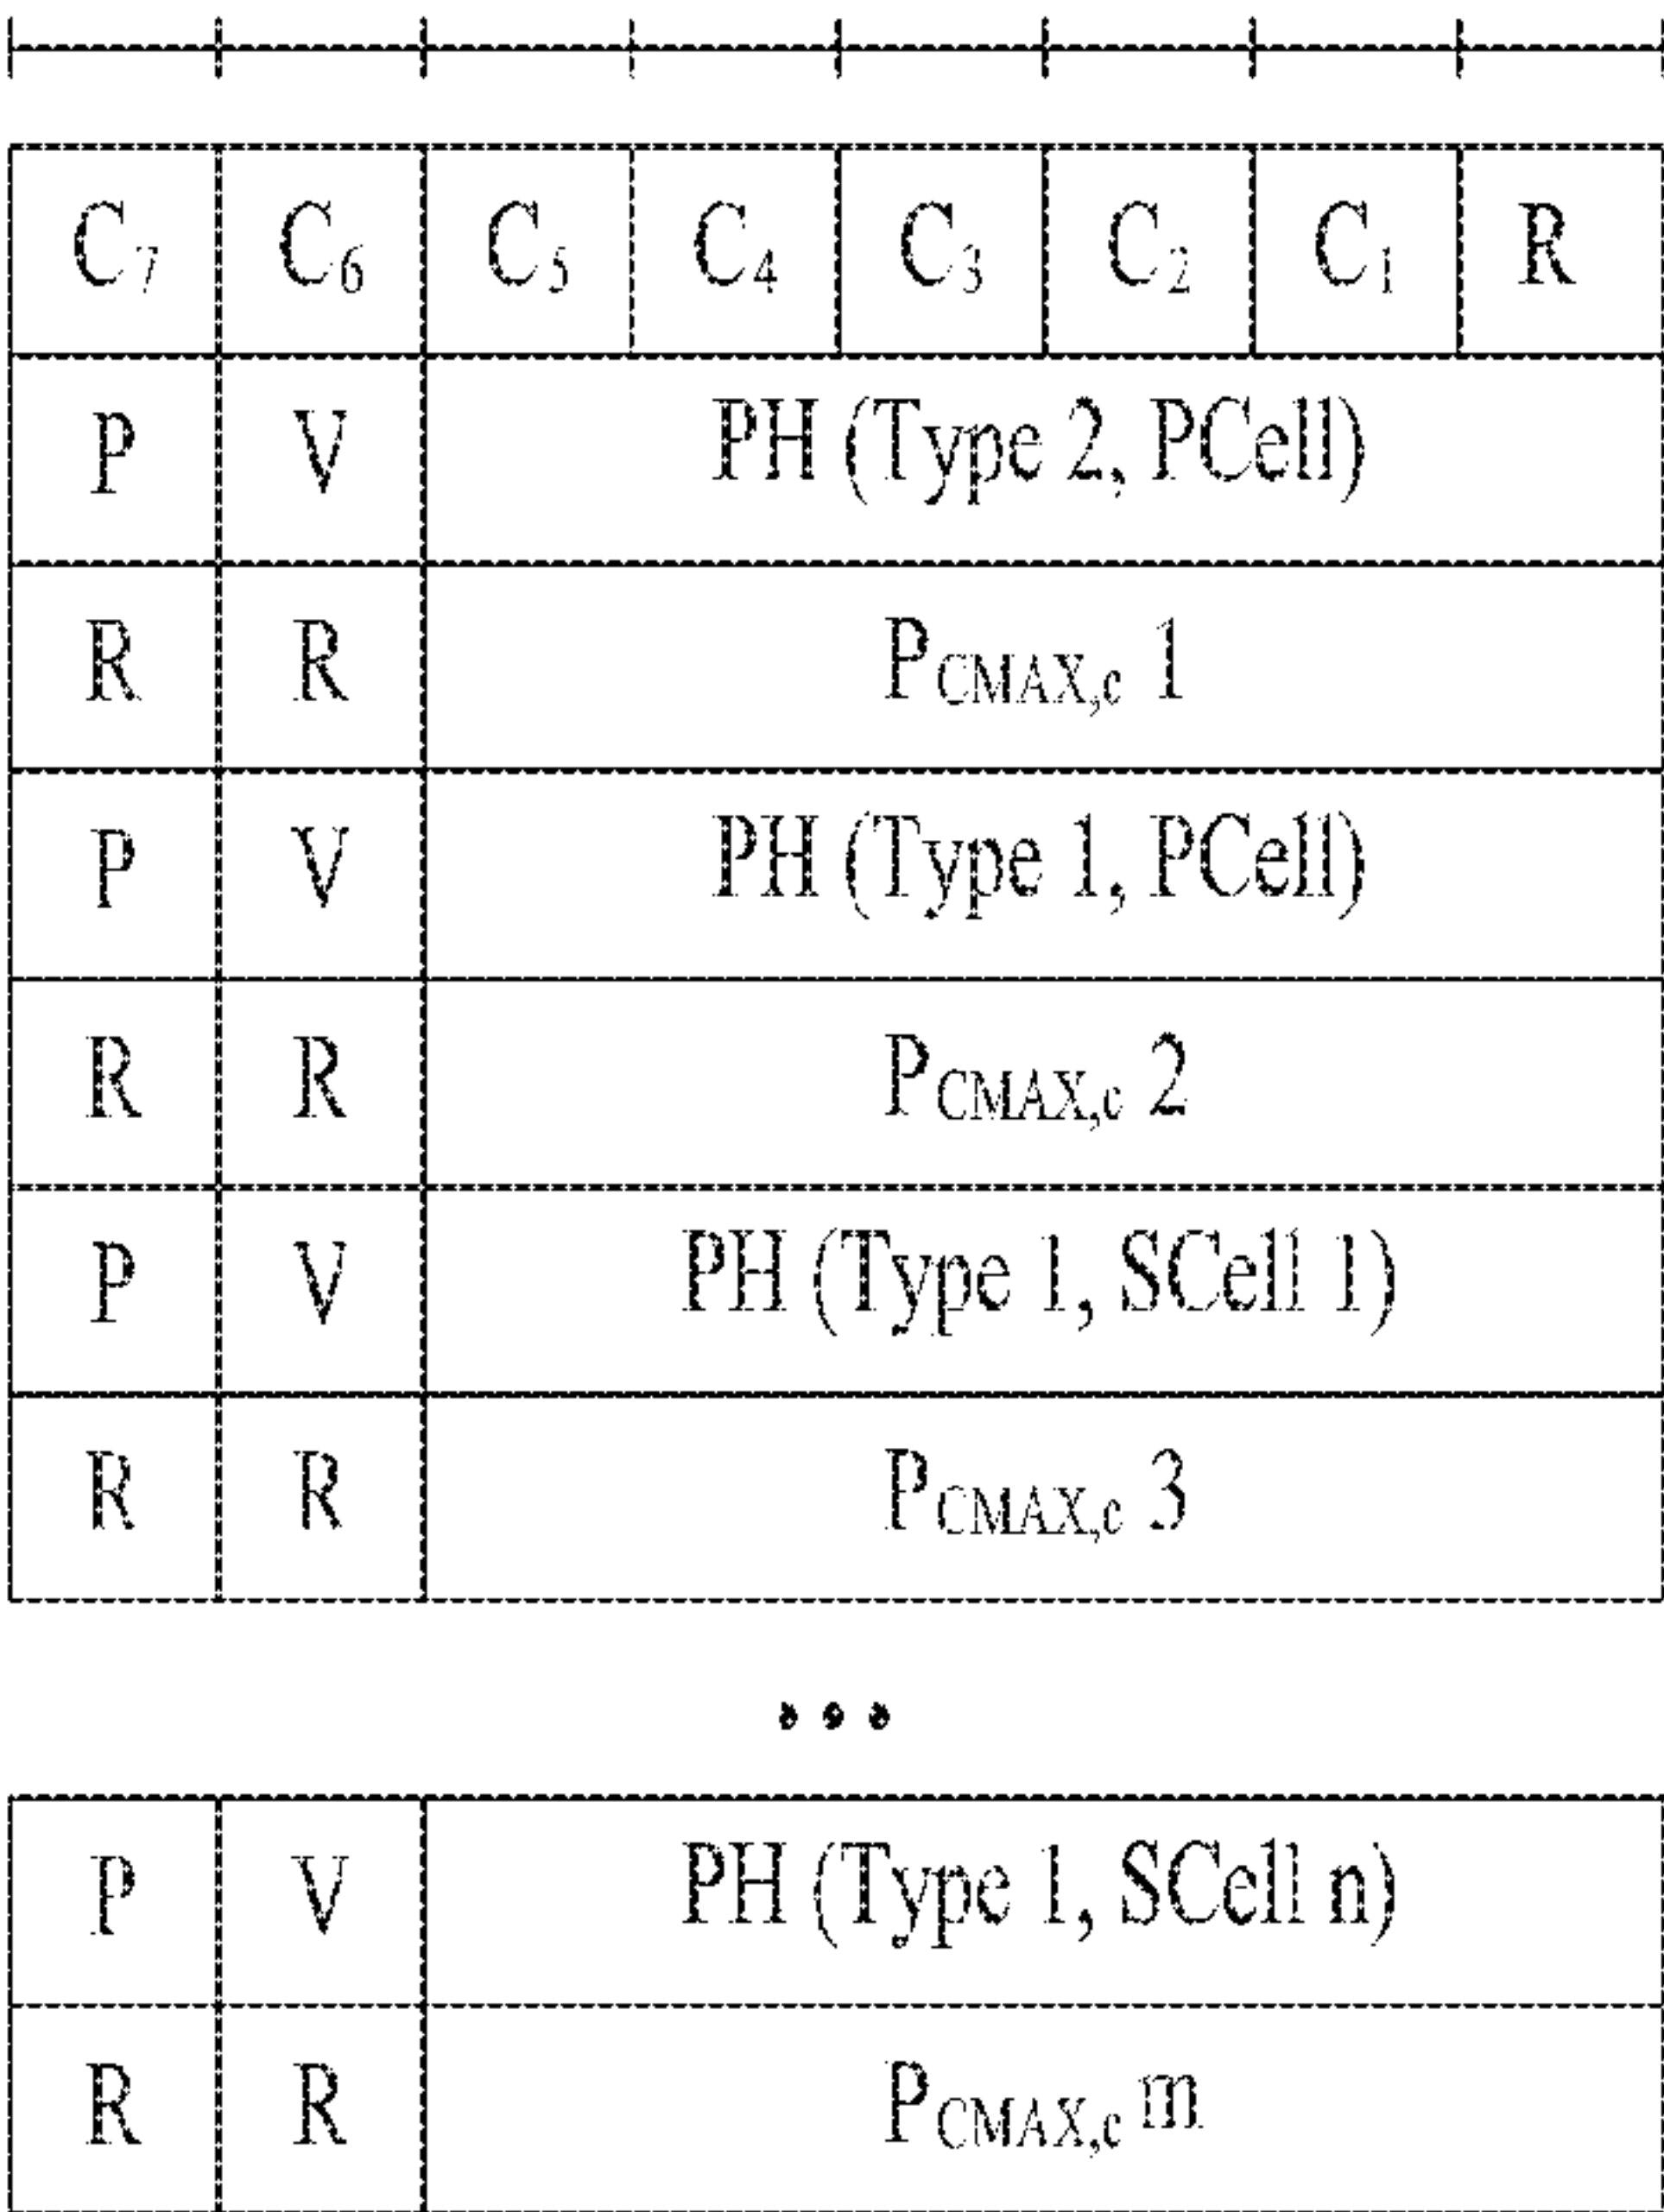 C7 C6 C5 C4 C3 C2 C1 R
P V PH (Type 2, PCell)
R R PCMAX,c 1
P V PH (Type 1, PCell)
R R PCMAX,c 2
P V PH (Type 1, SCell 1)
R R PCMAX,c 3
...
P V PH (Type 1, SCell n)
R R PCMAX,c m